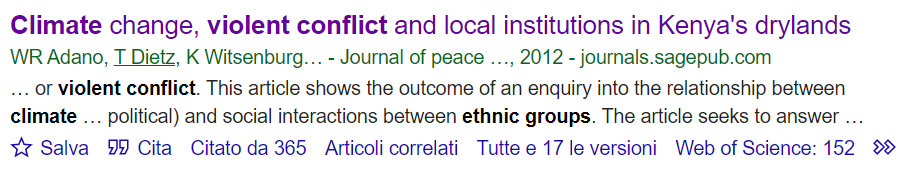 Climate change, violent conflict and local institutions in Kenya's drylands
WR Adano, T Dietz, K Witsenburg… - Journal of peace …, 2012 - journals.sagepub.com
… or violent conflict. This article shows the outcome of an enquiry into the relationship between
climate … political) and social interactions between ethnic groups. The article seeks to answer …
Salva Cita Citato da 365 Articoli correlati Tutte e 17 le versioni Web of Science: 152